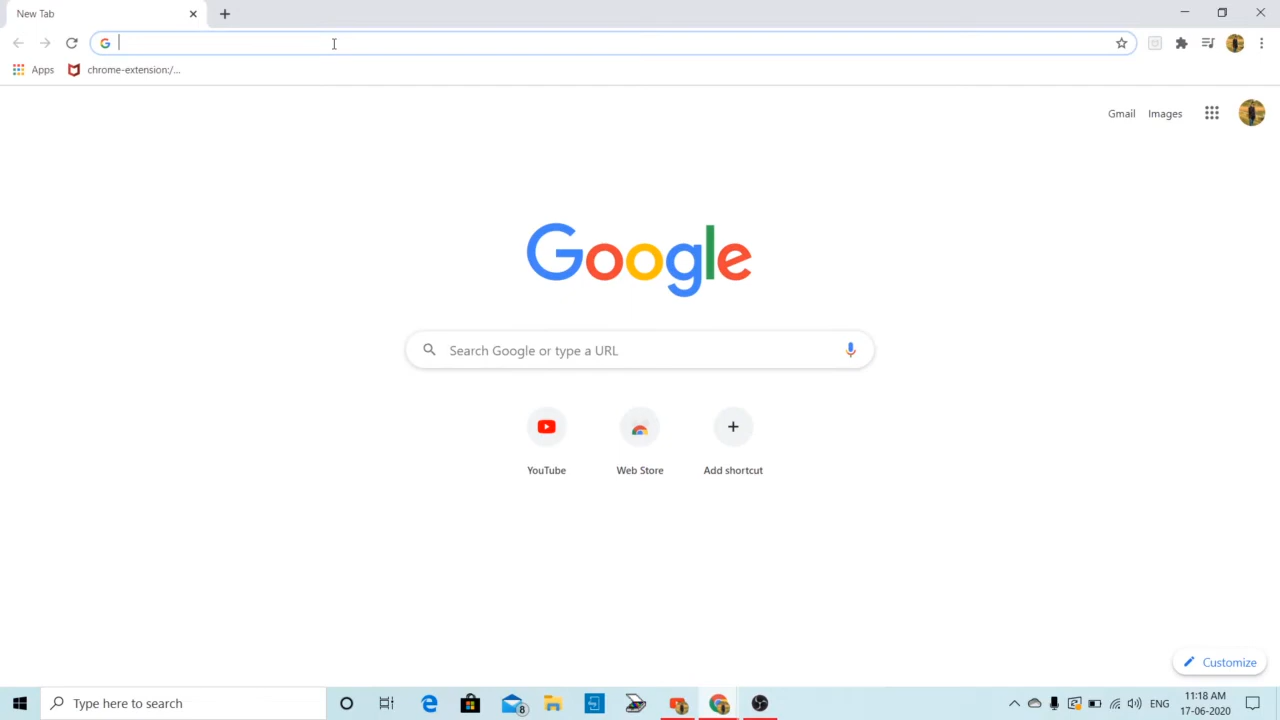 New Tab
Apps
chrome-extension:/...
Gmail
Images
Google
Search Google or type a URL
YouTube
Web Store
Add shortcut
Customize
Type here to search
8
ENG
11:18 AM
17-06-2020